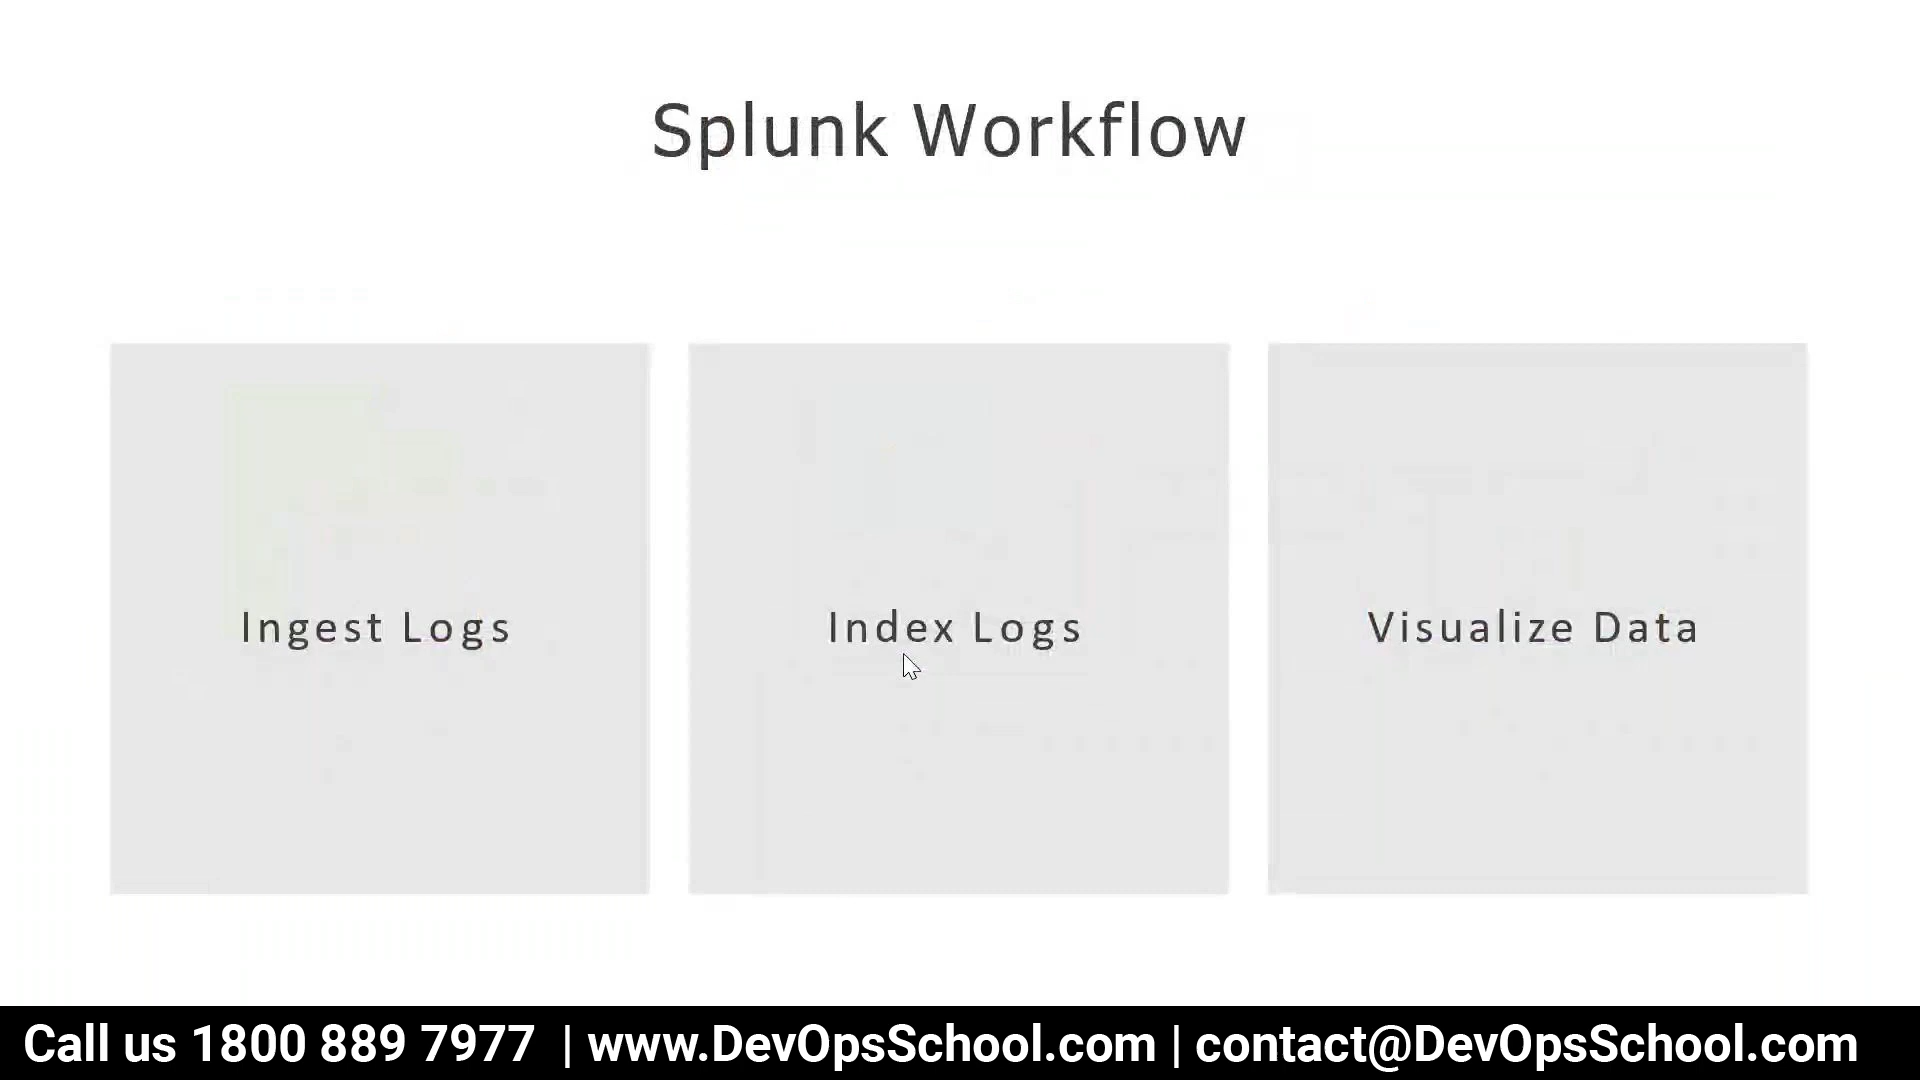 Splunk Workflow
Ingest Logs
Index Logs
Visualize Data
Call us 1800 889 7977 | www.DevOpsSchool.com | contact@DevOpsSchool.com